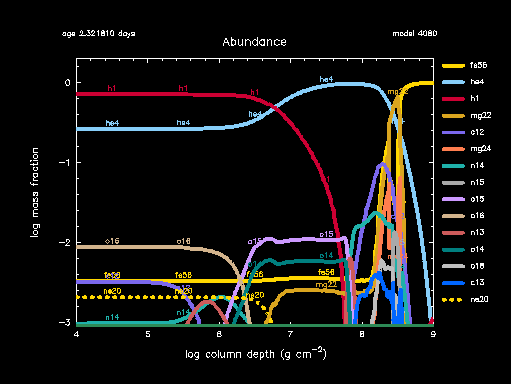 age 2.321810 days
model 4080
Abundance
fe56
he4
h1
mg22
c12
mg24
n14
n15
o15
o16
n13
o14
o18
c13
ne20
log mass fraction
0
-1
-2
-3
4
5
6
7
8
9
log column depth (g cm-2)
h1
h1
h1
he4
he4
he4
he4
o16
o16
o15
o15
fe56
fe56
fe56
fe56
ne20
ne20
ne20
n14
n14
mg22
mg22